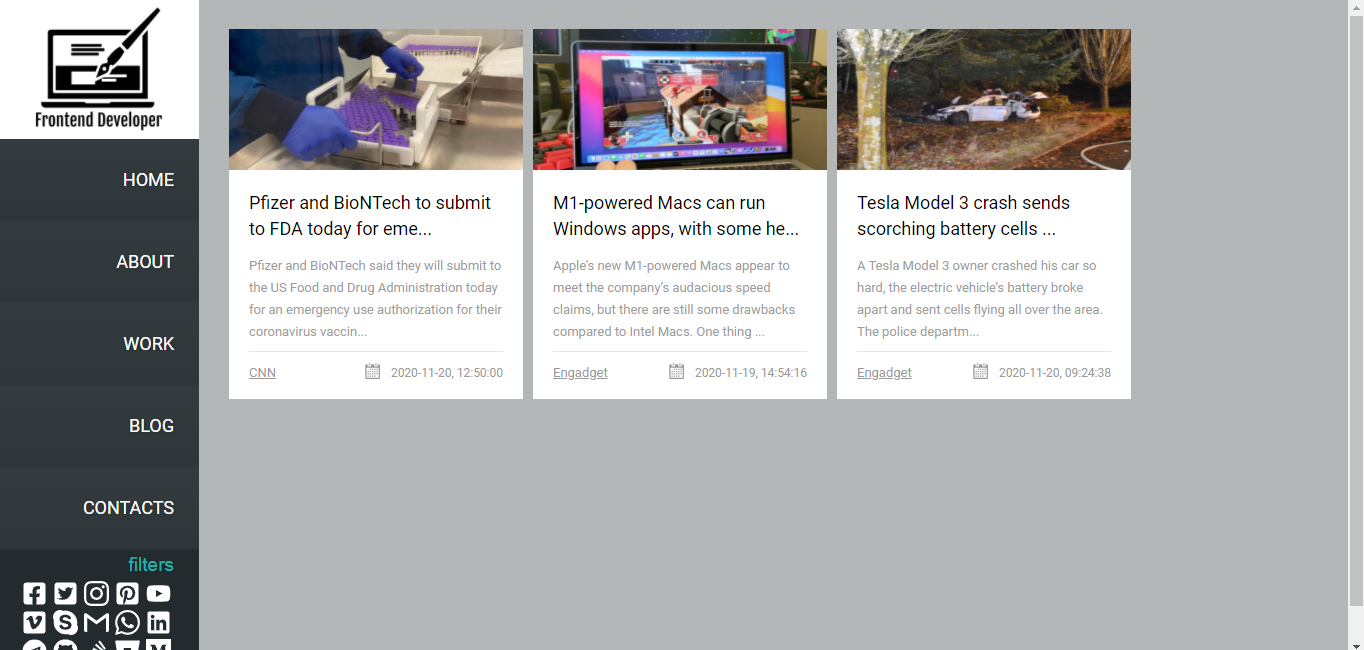 Frontend Developer
HOME
ABOUT
WORK
BLOG
CONTACTS
filters
Pfizer and BioNTech to submit
to FDA today for eme...
Pfizer and BioNTech said they will submit to
the US Food and Drug Administration today
for an emergency use authorization for their
coronavirus vaccin...
CNN 2020-11-20, 12:50:00
M1-powered Macs can run
Windows apps, with some he...
Apple’s new M1-powered Macs appear to
meet the company’s audacious speed
claims, but there are still some drawbacks
compared to Intel Macs. One thing ...
Engadget 2020-11-19, 14:54:16
Tesla Model 3 crash sends
scorching battery cells ...
A Tesla Model 3 owner crashed his car so
hard, the electric vehicle’s battery broke
apart and sent cells flying all over the area.
The police departm...
Engadget 2020-11-20, 09:24:38